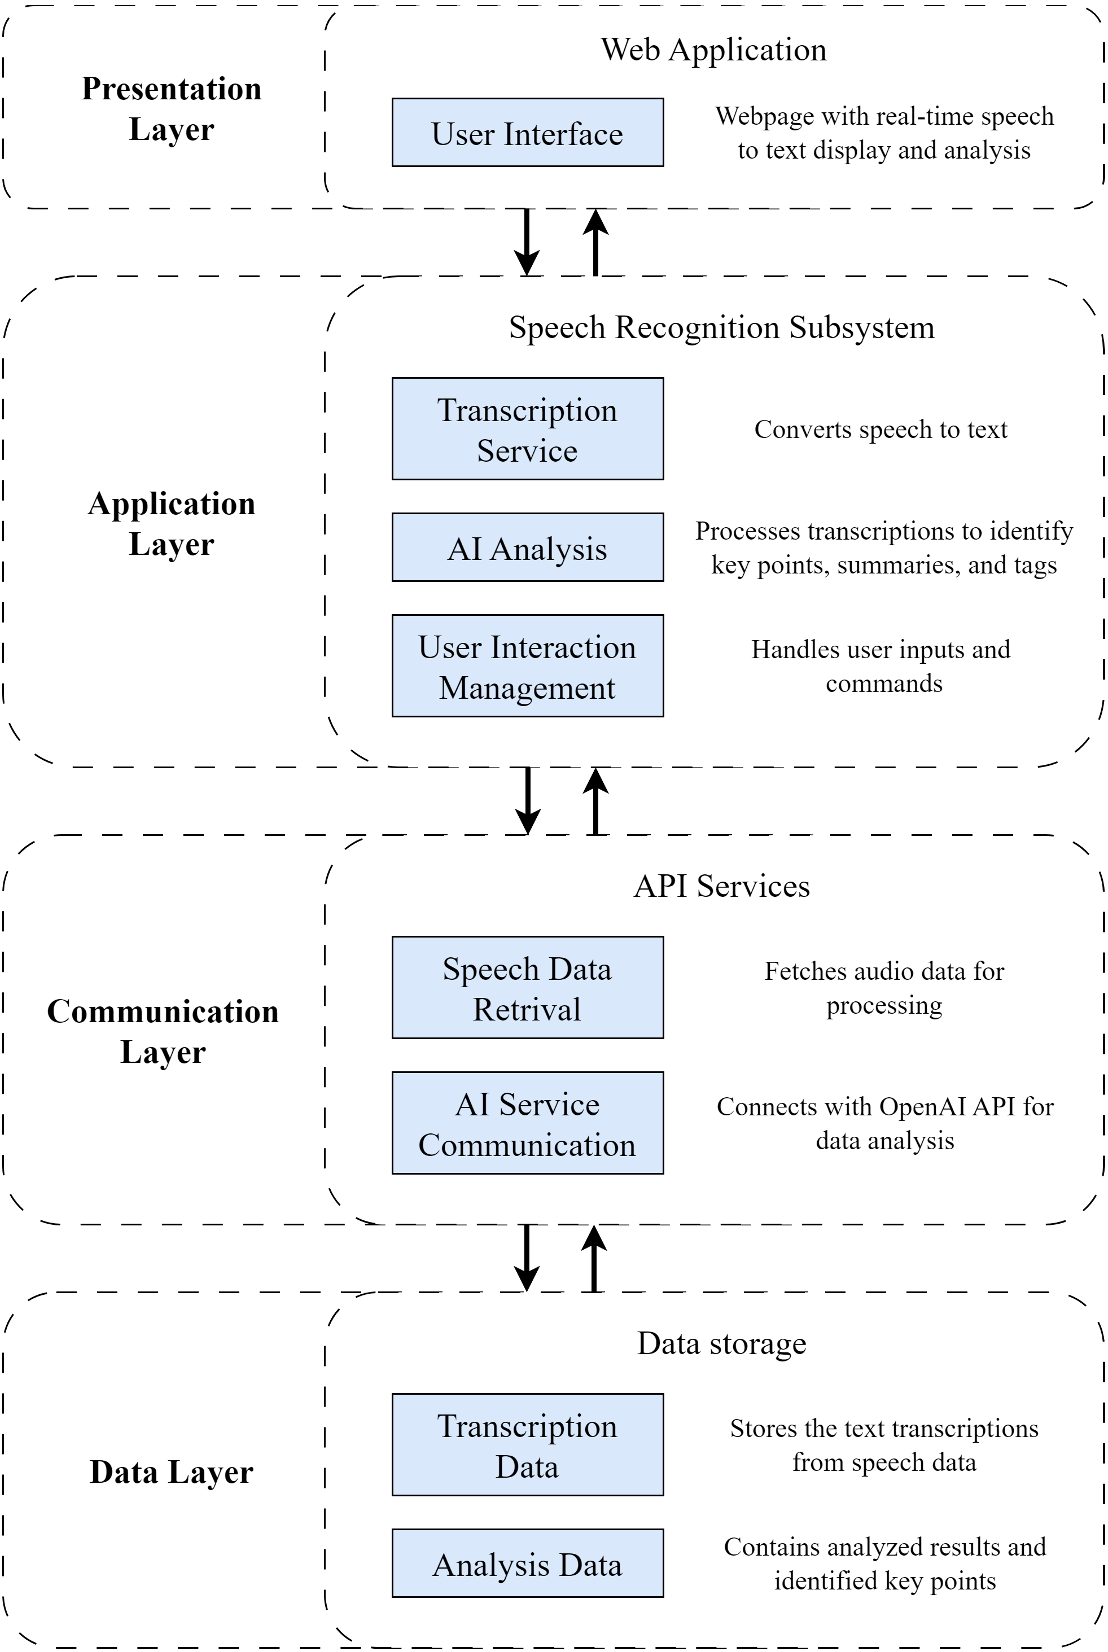 Presentation
Layer
Web Application
User Interface
Webpage with real-time speech
to text display and analysis
Application
Layer
Speech Recognition Subsystem
Transcription
Service
Converts speech to text
AI Analysis
Processes transcriptions to identify
key points, summaries, and tags
User Interaction
Management
Handles user inputs and
commands
Communication
Layer
API Services
Speech Data
Retrival
Fetches audio data for
processing
AI Service
Communication
Connects with OpenAI API for
data analysis
Data Layer
Data storage
Transcription
Data
Stores the text transcriptions
from speech data
Analysis Data
Contains analyzed results and
identified key points